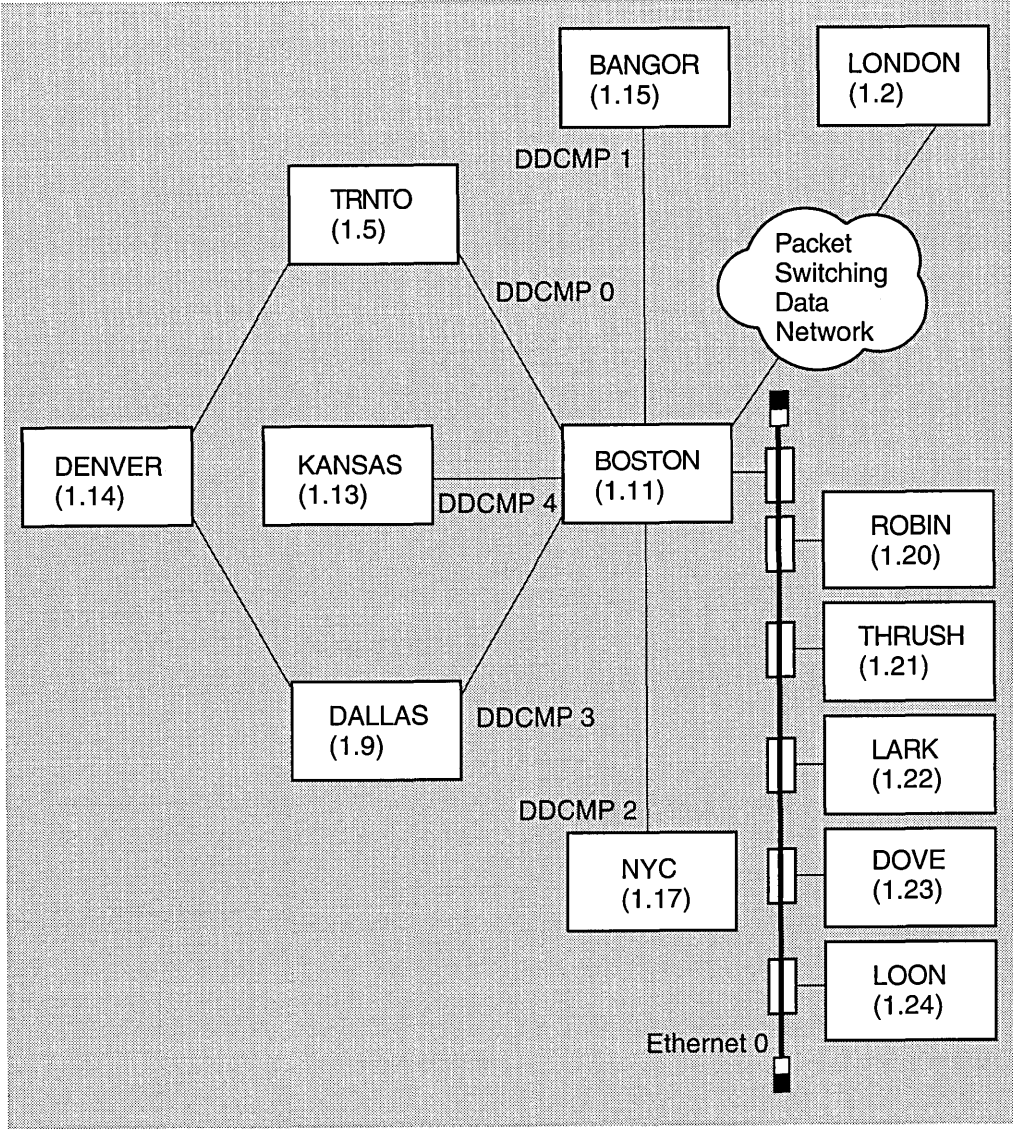 BANGOR
(1.15)
LONDON
(1.2)
DDCMP 1
TRNTO
(1.5)
Packet
Switching
Data
Network
DDCMP 0
DENVER
(1.14)
KANSAS
(1.13)
DDCMP 4
BOSTON
(1.11)
ROBIN
(1.20)
THRUSH
(1.21)
DALLAS
(1.9)
DDCMP 3
LARK
(1.22)
DDCMP 2
NYC
(1.17)
DOVE
(1.23)
LOON
(1.24)
Ethernet 0